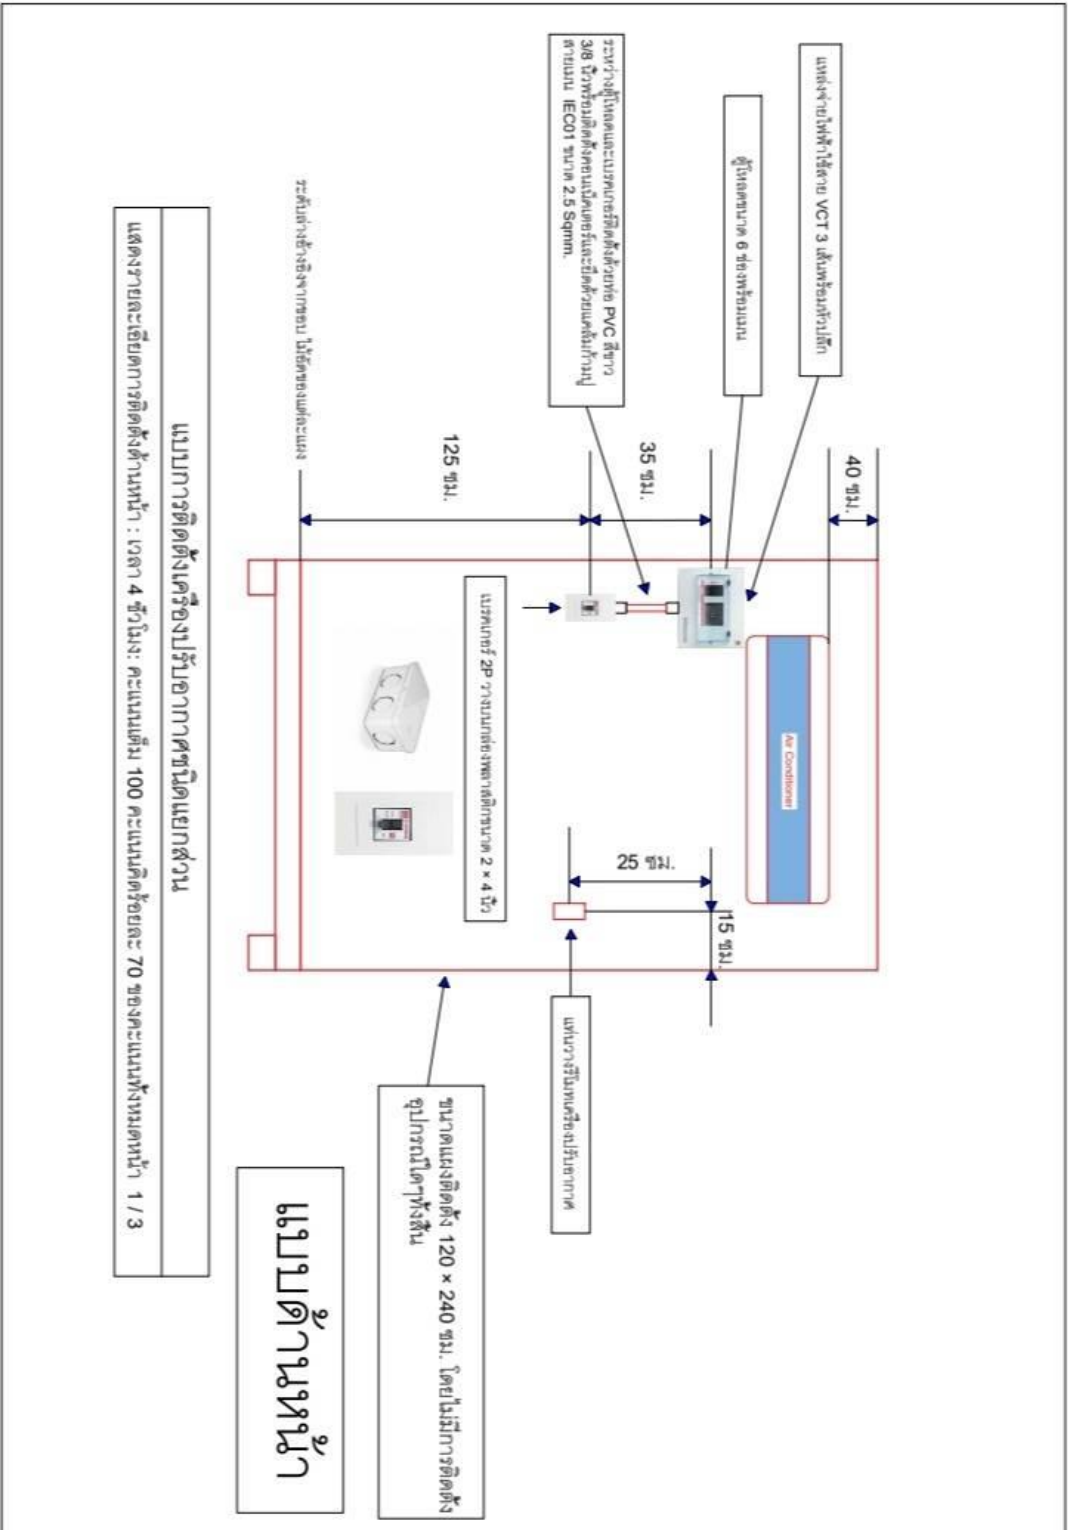 แหล่งจ่ายไฟฟ้าใช้สาย VCT 3 เส้นพร้อมหัวปลั๊ก
ตู้โหลดขนาด 6 ช่องพร้อมเมน
ระหว่างตู้โหลดและเบรคเกอร์ติดตั้งด้วยท่อ PVC สีขาว
3/8 นิ้วพร้อมติดตั้งคอนเน็คเตอร์และยึดด้วยแคล้มก้ามปู
สายเมน IEC01 ขนาด 2.5 Sqmm.
40 ซม.
35 ซม.
125 ซม.
ระดับล่างอ้างอิงจากขอบ ไม้อัดของแต่ละแผง
Air Conditioner
25 ซม.
15 ซม.
เบรคเกอร์ 2P วางบนกล่องพลาสติกขนาด 2 × 4 นิ้ว
แท่นวางรีโมทเครื่องปรับอากาศ
ขนาดแผงติดตั้ง 120 × 240 ซม. โดยไม่มีการติดตั้ง
อุปกรณ์ใดๆทั้งสิ้น
แบบด้านหน้า
แบบการติดตั้งเครื่องปรับอากาศชนิดแยกส่วน
แสดงรายละเอียดการติดตั้งด้านหน้า : เวลา 4 ชั่วโมง: คะแนนเต็ม 100 คะแนนคิดร้อยละ 70 ของคะแนนทั้งหมดหน้า 1 / 3